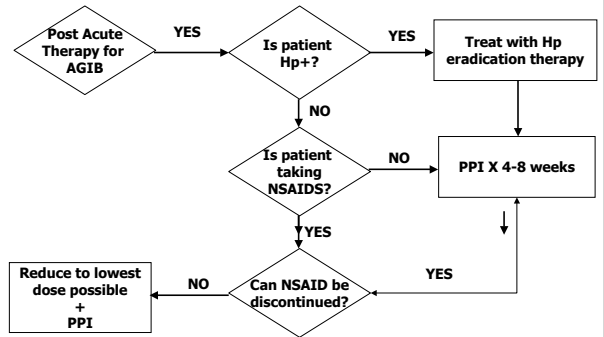 Post Acute
Therapy for
AGIB
YES
Is patient
Hp+?
YES
Treat with Hp
eradication therapy
NO
Is patient
taking
NSAIDS?
NO
PPI X 4-8 weeks
YES
Can NSAID be
discontinued?
YES
NO
Reduce to lowest
dose possible
+
PPI